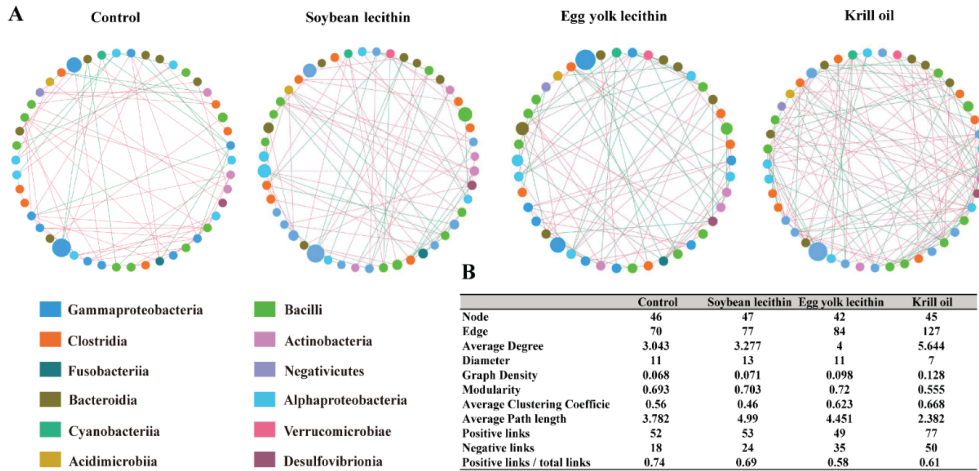 A
Control
Soybean lecithin
Egg yolk lecithin
Krill oil
Gammaproteobacteria
Clostridia
Fusobacteriia
Bacteroidia
Cyanobacteriia
Acidimicrobiia
Bacilli
Actinobacteria
Negativicutes
Alphaproteobacteria
Verrucomicrobiae
Desulfovibrionia
B
Control Soybean lecithin Egg yolk lecithin Krill oil
Node 46 47 42 45
Edge 70 77 84 127
Average Degree 3.043 3.277 4 5.644
Diameter 11 13 11 7
Graph Density 0.068 0.071 0.098 0.128
Modularity 0.693 0.703 0.72 0.555
Average Clustering Coefficie 0.56 0.46 0.623 0.668
Average Path length 3.782 4.99 4.451 2.382
Positive links 52 53 49 77
Negative links 18 24 35 50
Positive links / total links 0.74 0.69 0.58 0.61